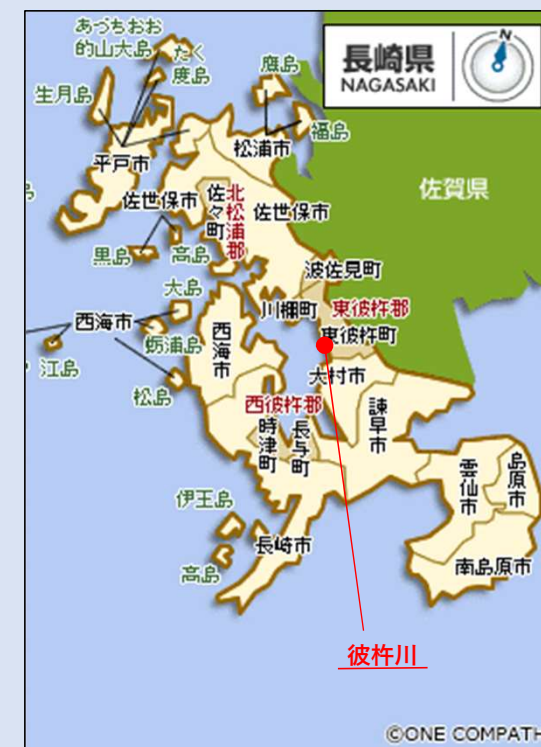 あづちおお
的山大島
たく
度島
生月島
平戸市
鷹島
福島
松浦市
長崎県
NAGASAKI
N
佐賀県
佐世保市
佐々町
北松浦郡
佐世保市
黒島
高島
波佐見町
大島
川棚町
東彼杵郡
東彼杵町
西海市
西海市
蛎浦島
江島
松島
大村市
西彼杵郡
時津町
長与町
諫早市
雲仙市
島原市
南島原市
伊王島
長崎市
高島
彼杵川
©ONE COMPATH